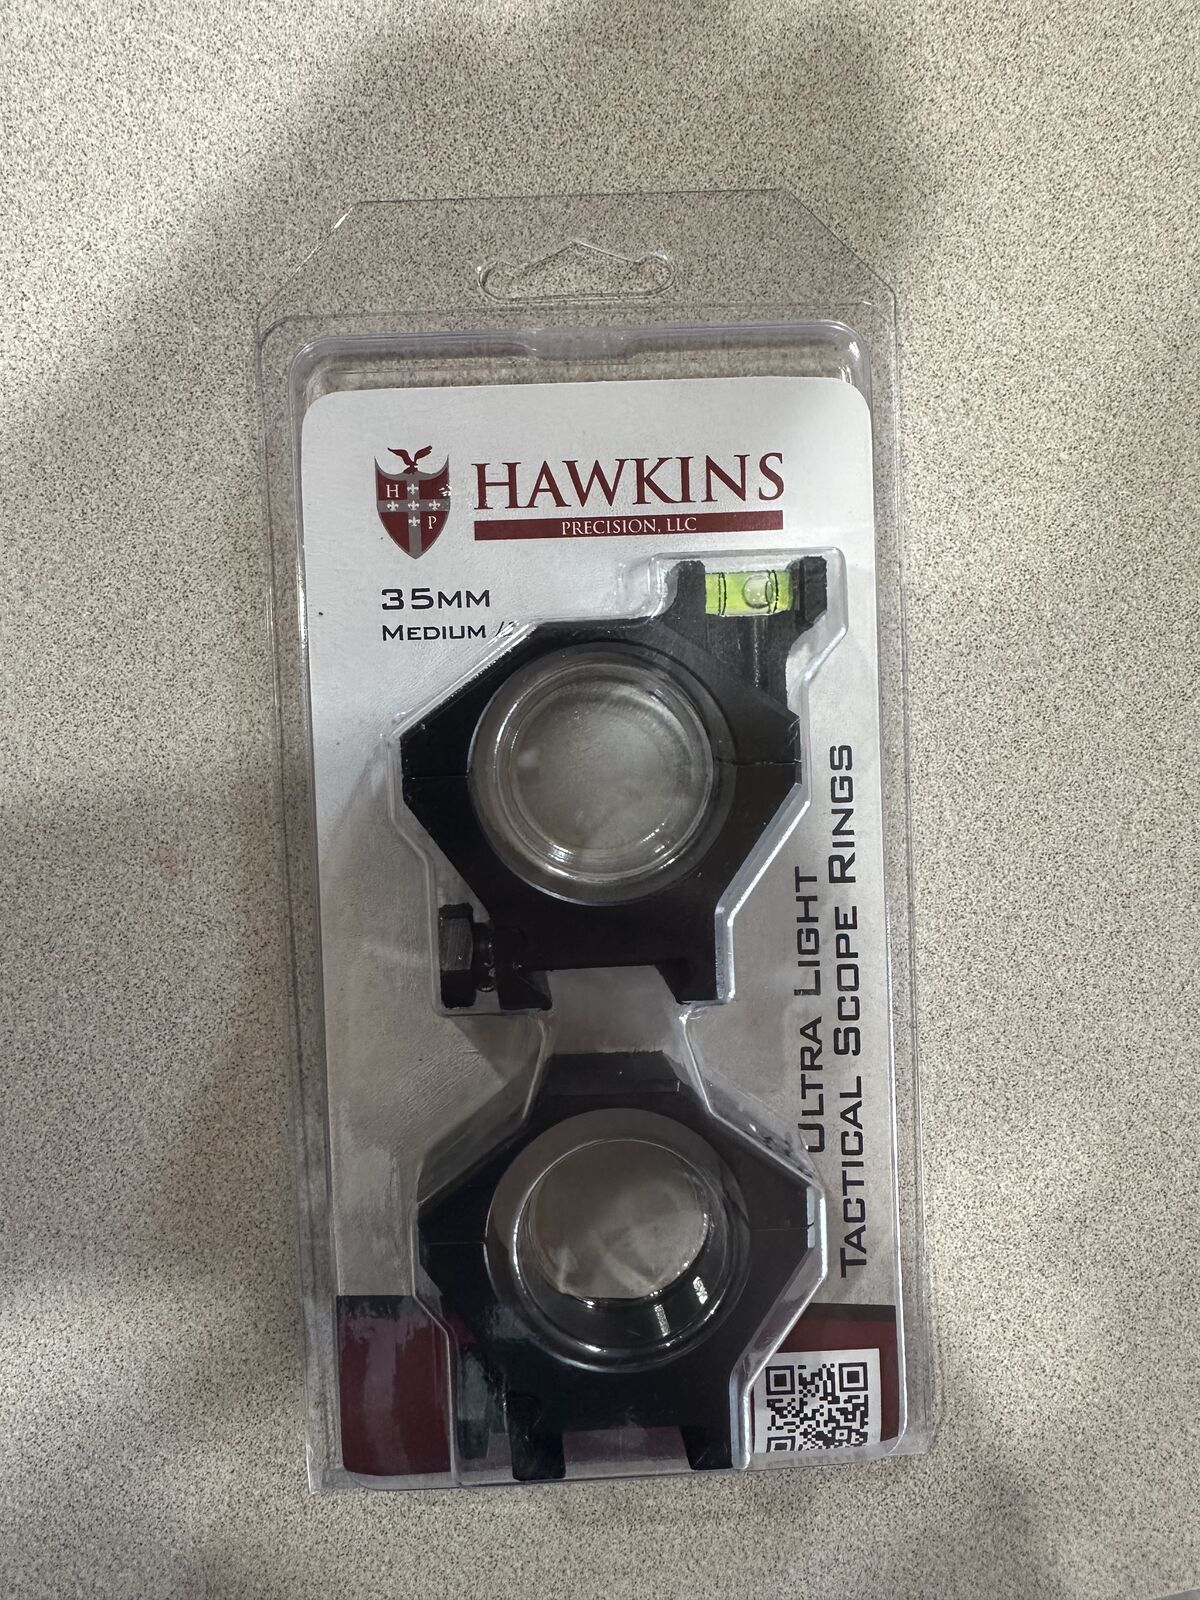 H
P
HAWKINS
PRECISION, LLC
35MM
MEDIUM
ULTRA LIGHT
TACTICAL SCOPE RINGS